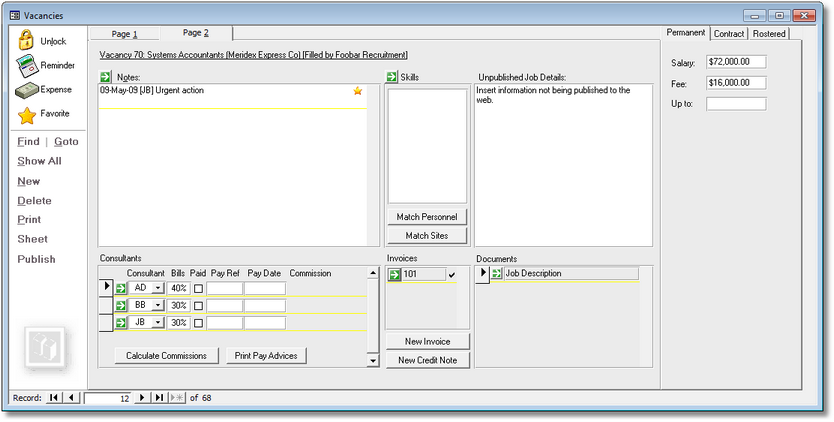 Vacancies
Unlock
Reminder
Expense
Favorite
Find | Goto
Show All
New
Delete
Print
Sheet
Publish
Page 1 Page 2
Vacancy 70: Systems Accountants (Meridex Express Co) [Filled by Foobar Recruitment]
Notes:
09-May-09 [JB] Urgent action
Skills
Match Personnel
Match Sites
Unpublished Job Details:
Insert information not being published to the
web.
Consultants
Consultant Bills Paid Pay Ref Pay Date Commission
AD 40%
BB 30%
JB 30%
Calculate Commissions Print Pay Advices
Invoices
101
New Invoice
New Credit Note
Documents
Job Description
Permanent Contract Rostered
Salary: $72,000.00
Fee: $16,000.00
Up to:
Record: 12 of 68